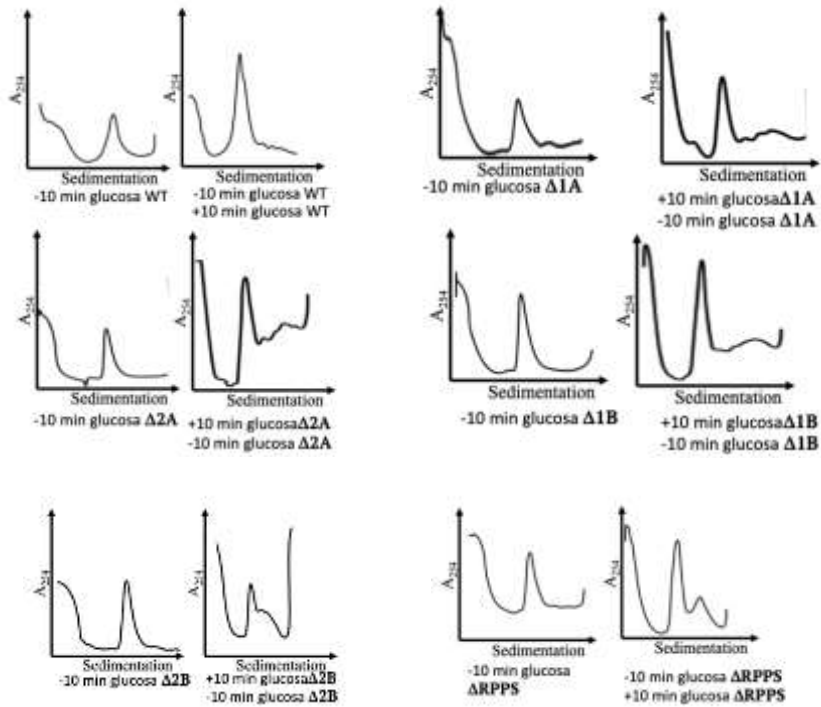 A254
Sedimentation
-10 min glucosa WT
A254
Sedimentation
-10 min glucosa WT
+10 min glucosa WT
A254
Sedimentation
-10 min glucosa Δ1A
A254
Sedimentation
+10 min glucosaΔ1A
-10 min glucosa Δ1A
A254
Sedimentation
-10 min glucosa Δ2A
A254
Sedimentation
+10 min glucosaΔ2A
-10 min glucosa Δ2A
A254
Sedimentation
-10 min glucosa Δ1B
A254
Sedimentation
+10 min glucosaΔ1B
-10 min glucosa Δ1B
A254
Sedimentation
-10 min glucosa Δ2B
A254
Sedimentation
+10 min glucosaΔ2B
-10 min glucosa Δ2B
A254
Sedimentation
-10 min glucosa
ΔRPPS
A254
Sedimentation
-10 min glucosa ΔRPPS
+10 min glucosa ΔRPPS